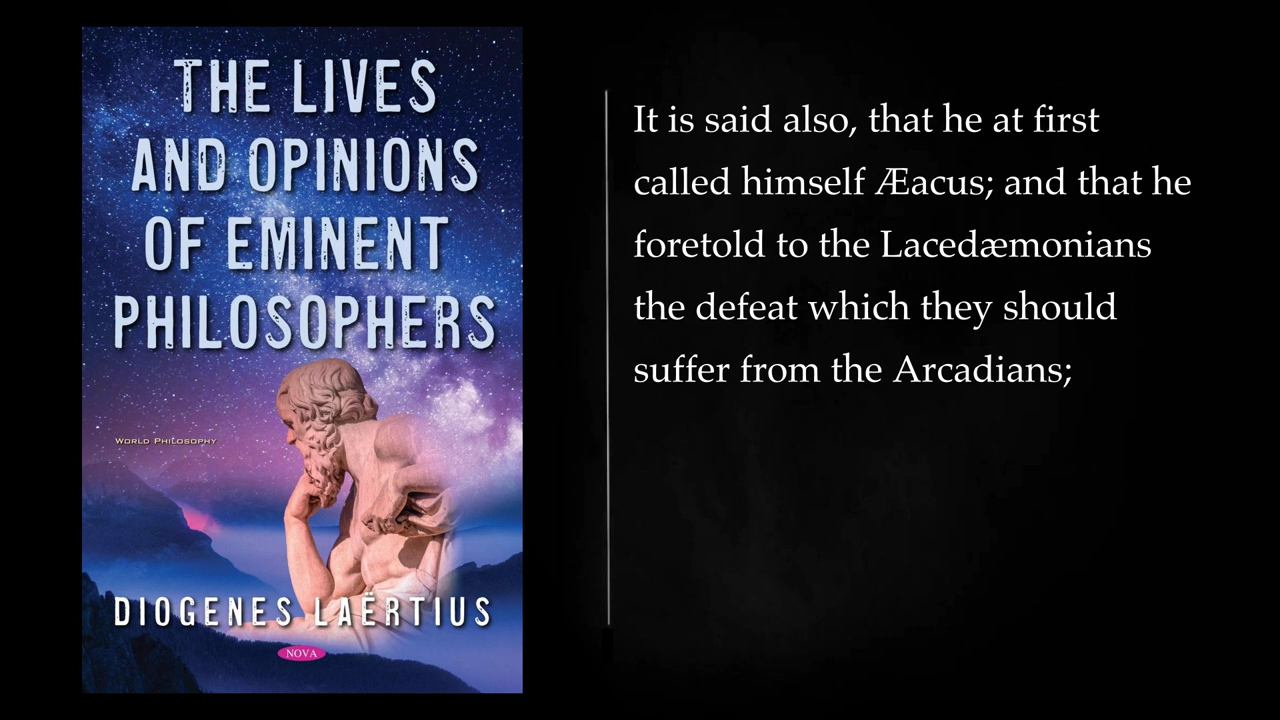 THE LIVES
AND OPINIONS
OF EMINENT
PHILOSOPHERS
WORLD PHILOSOPHY
DIOGENES LAËRTIUS
NOVA
It is said also, that he at first
called himself Æacus; and that he
foretold to the Lacedæmonians
the defeat which they should
suffer from the Arcadians;